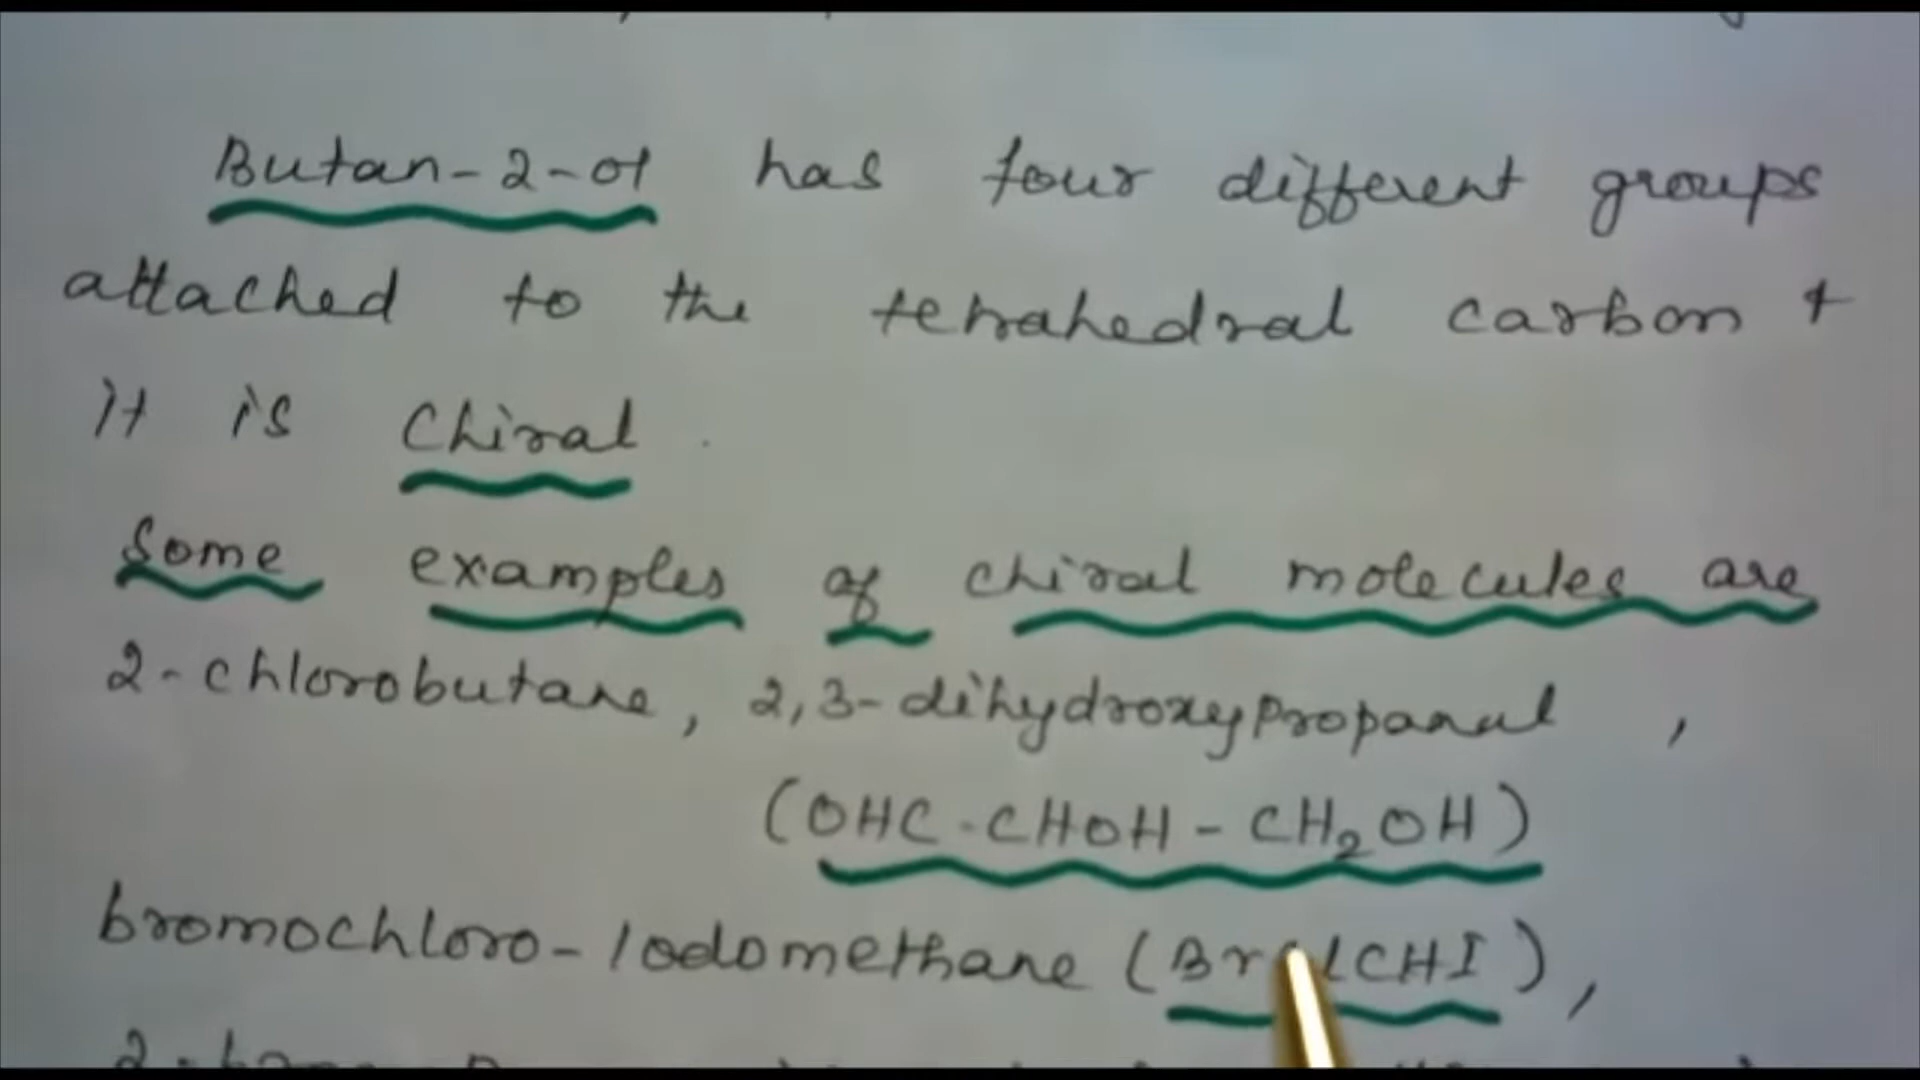 Butan-2-ol has four different groups
attached to the tetrahedral carbon +
it is Chiral.
Some examples of chiral molecules are
2-chlorobutane, 2,3-dihydroxypropanal,
(OHC-CHOH-CH₂OH)
bromochloro-Iodomethane (BrClCHI),